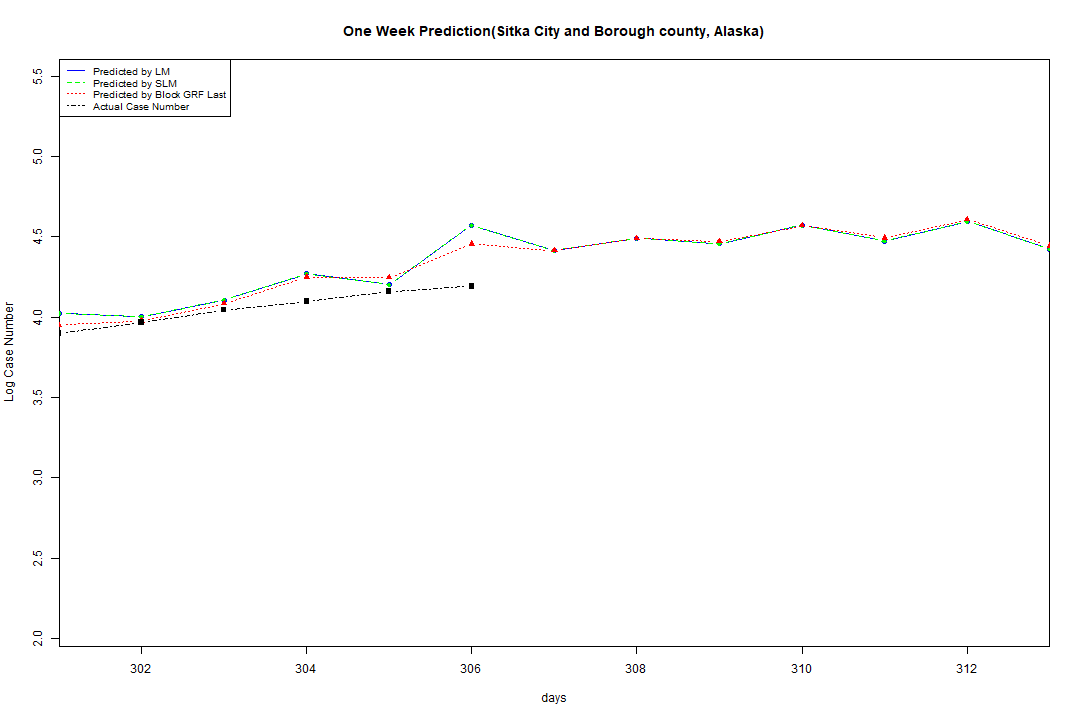 One Week Prediction(Sitka City and Borough county, Alaska)
Predicted by LM
Predicted by SLM
Predicted by Block GRF Last
Actual Case Number
5.5
5.0
4.5
4.0
3.5
3.0
2.5
2.0
Log Case Number
302 304 306 308 310 312
days